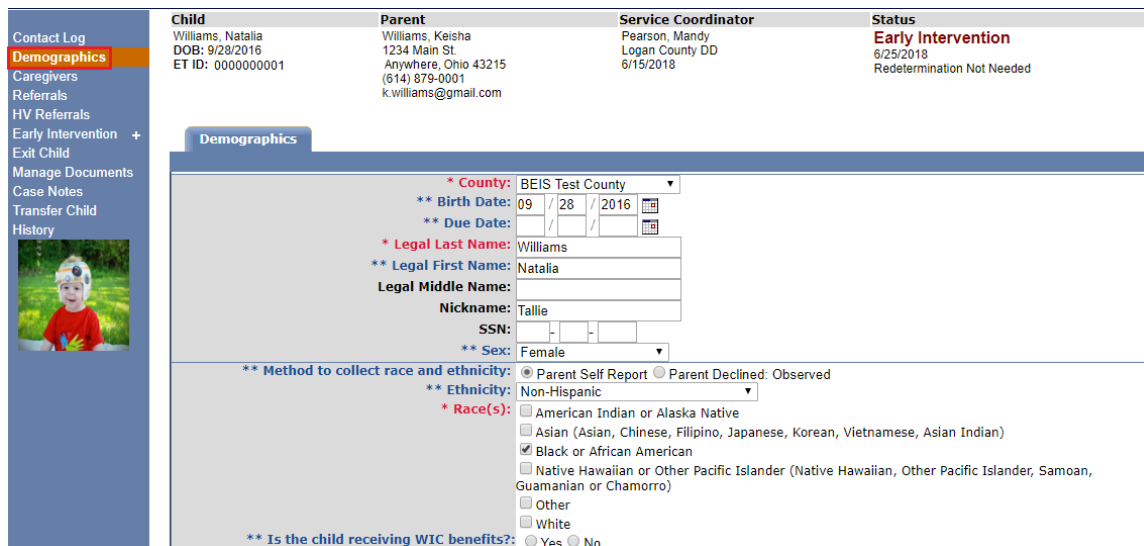 Contact Log
Demographics
Caregivers
Referrals
HV Referrals
Early Intervention +
Exit Child
Manage Documents
Case Notes
Transfer Child
History
Child Parent Service Coordinator Status
Williams, Natalia Williams, Keisha Pearson, Mandy Early Intervention
DOB: 9/28/2016 1234 Main St. Logan County DD 6/25/2018
ET ID: 0000000001 Anywhere, Ohio 43215 6/15/2018 Redetermination Not Needed
(614) 879-0001
k.williams@gmail.com
Demographics
* County: BEIS Test County
** Birth Date: 09 / 28 / 2016
** Due Date: / /
* Legal Last Name: Williams
** Legal First Name: Natalia
Legal Middle Name:
Nickname: Tallie
SSN: - -
** Sex: Female
** Method to collect race and ethnicity: Parent Self Report Parent Declined: Observed
** Ethnicity: Non-Hispanic
* Race(s): American Indian or Alaska Native
Asian (Asian, Chinese, Filipino, Japanese, Korean, Vietnamese, Asian Indian)
Black or African American
Native Hawaiian or Other Pacific Islander (Native Hawaiian, Other Pacific Islander, Samoan,
Guamanian or Chamorro)
Other
White
** Is the child receiving WIC benefits?: Yes No